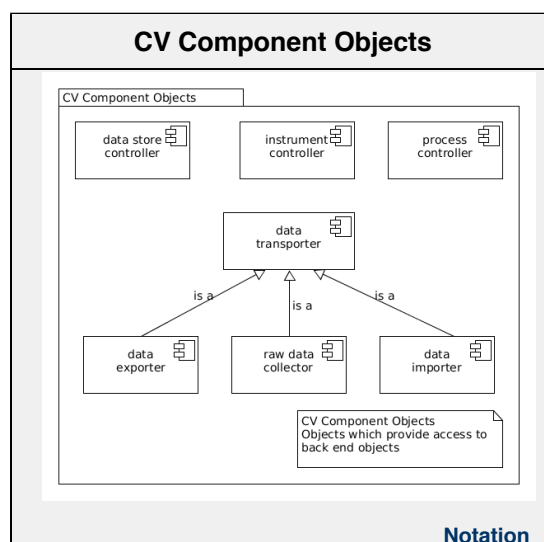 CV Component Objects
CV Component Objects
data store
controller
instrument
controller
process
controller
data
transporter
is a
is a
is a
data
exporter
raw data
collector
data
importer
CV Component Objects
Objects which provide access to
back end objects
Notation